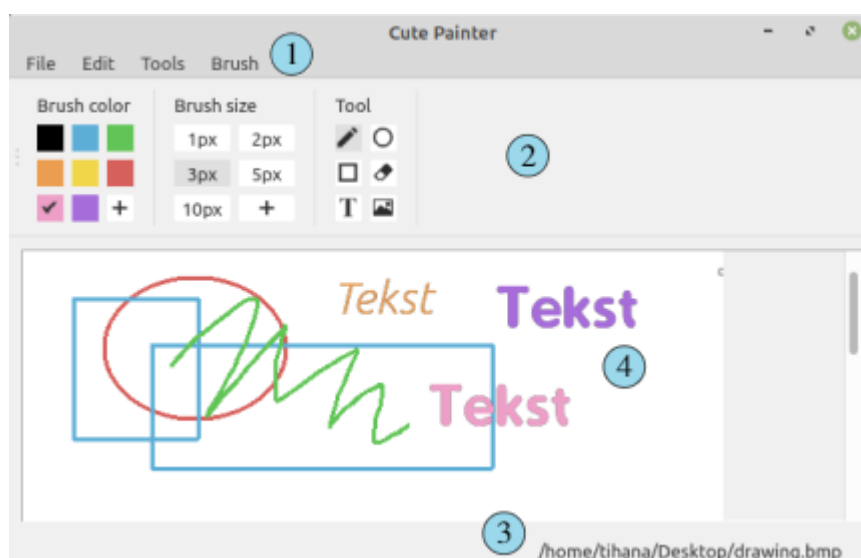 Cute Painter
File Edit Tools Brush 1
Brush color Brush size Tool
1px 2px
2
3px 5px
10px + T
Tekst Tekst
4
Tekst
3
/home/tihana/Desktop/drawing.bmp